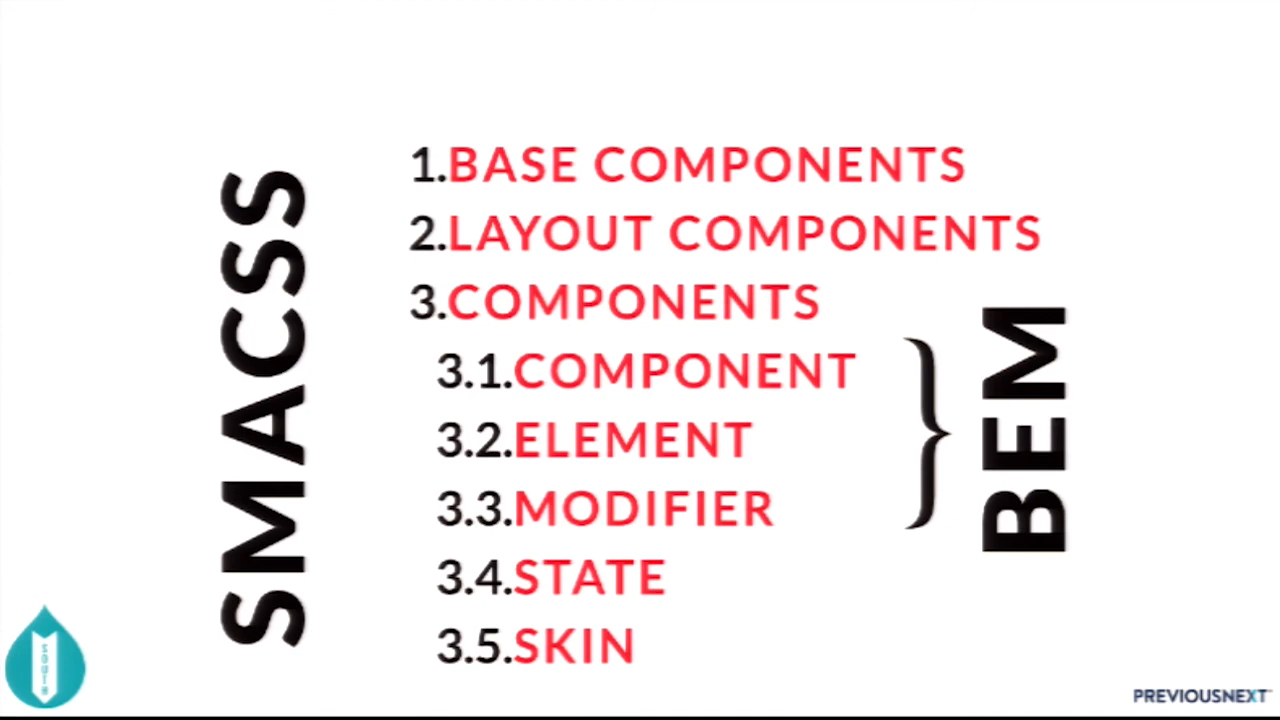 SMACSS
1.BASE COMPONENTS
2.LAYOUT COMPONENTS
3.COMPONENTS
3.1.COMPONENT
3.2.ELEMENT
3.3.MODIFIER
3.4.STATE
3.5.SKIN
BEM
SOUTH
PREVIOUSNEXT